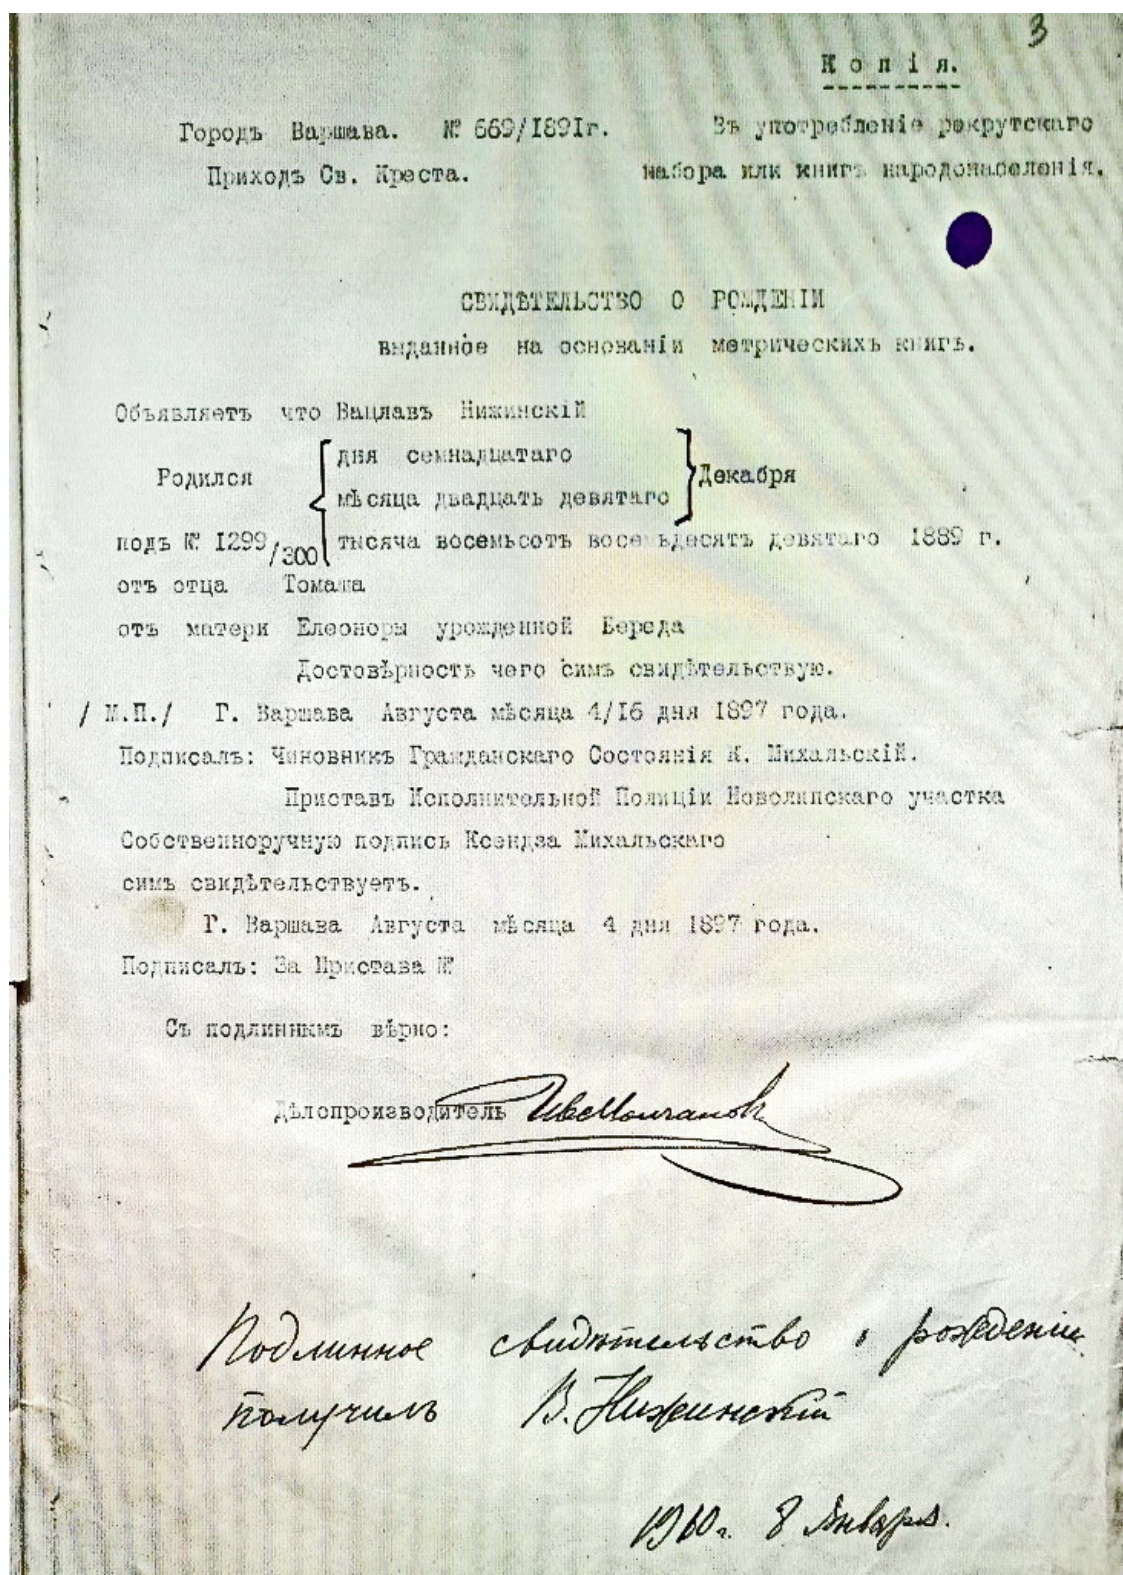 3
Копія.
Городъ Варшава. № 669/1891г. Въ употребленіе рекрутскаго
Приходъ Св. Креста. набора или книгъ народонаселенія.
СВИДѢТЕЛЬСТВО О РОЖДЕНІИ
выданное на основаніи метрическихъ книгъ.
Объявляетъ что Вацлавъ Нижинскій
дня семнадцатаго
Родился Декабря
мѣсяца двадцать девятаго
подъ № 1299/300 тысяча восемьсотъ восемьдесятъ девятаго 1889 г.
отъ отца Томаша
отъ матери Елеоноры урожденной Береда
Достовѣрность чего симъ свидѣтельствую.
/ М.П./ Г. Варшава Августа мѣсяца 4/16 дня 1897 года.
Подписалъ: Чиновникъ Гражданскаго Состоянія К. Михальскій.
Приставъ Исполнительной Полиціи Новолипскаго участка
Собственноручную подпись Ксендза Михальскаго
симъ свидѣтельствуетъ.
Г. Варшава Августа мѣсяца 4 дня 1897 года.
Подписалъ: За Пристава №
Съ подлиннымъ вѣрно:
Дѣлопроизводитель ИвсМолчановъ
Подлинное свидѣтельство о рожденіи
получилъ В. Нижинскій
1910г. 8 Января.